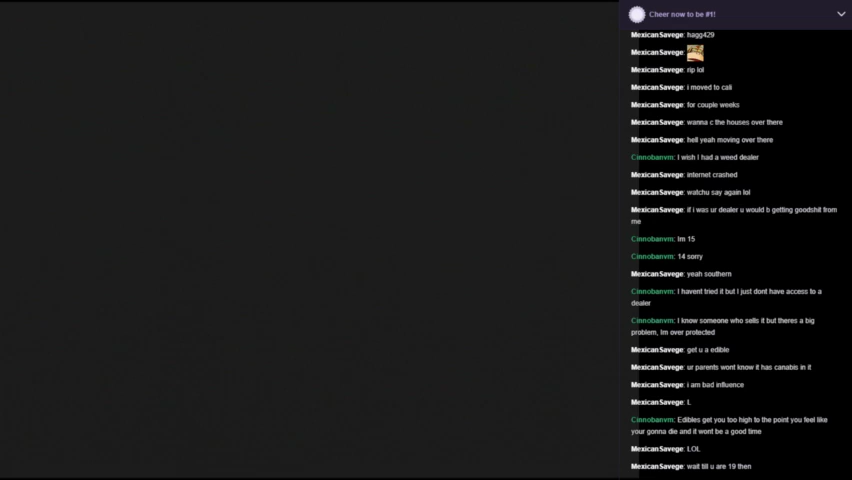 Cheer now to be #1!
MexicanSavege: hagg429
MexicanSavege:
MexicanSavege: rip lol
MexicanSavege: i moved to cali
MexicanSavege: for couple weeks
MexicanSavege: wanna c the houses over there
MexicanSavege: hell yeah moving over there
Cinnobanvm: I wish I had a weed dealer
MexicanSavege: internet crashed
MexicanSavege: watchu say again lol
MexicanSavege: if i was ur dealer u would b getting goodshit from
me
Cinnobanvm: Im 15
Cinnobanvm: 14 sorry
MexicanSavege: yeah southern
Cinnobanvm: I havent tried it but I just dont have access to a
dealer
Cinnobanvm: I know someone who sells it but theres a big
problem, Im over protected
MexicanSavege: get u a edible
MexicanSavege: ur parents wont know it has canabis in it
MexicanSavege: i am bad influence
MexicanSavege: L
Cinnobanvm: Edibles get you too high to the point you feel like
your gonna die and it wont be a good time
MexicanSavege: LOL
MexicanSavege: wait till u are 19 then